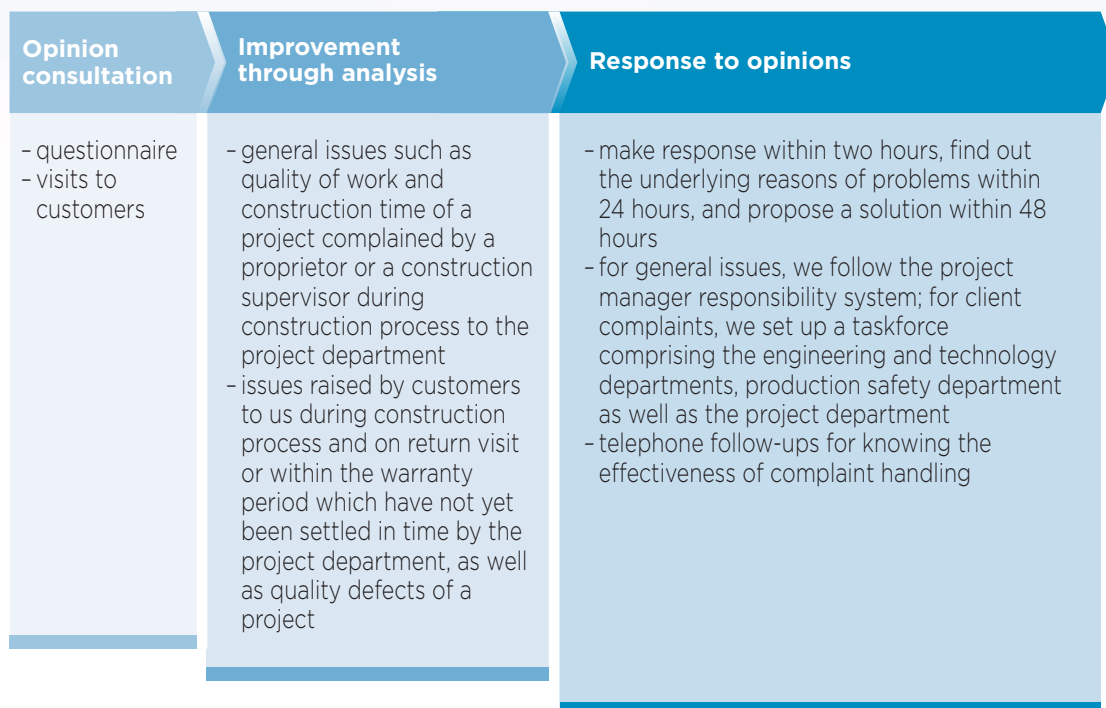 Opinion
consultation
– questionnaire
– visits to
customers
Improvement
through analysis
– general issues such as
quality of work and
construction time of a
project complained by a
proprietor or a construction
supervisor during
construction process to the
project department
– issues raised by customers
to us during construction
process and on return visit
or within the warranty
period which have not yet
been settled in time by the
project department, as well
as quality defects of a
project
Response to opinions
– make response within two hours, find out
the underlying reasons of problems within
24 hours, and propose a solution within 48
hours
– for general issues, we follow the project
manager responsibility system; for client
complaints, we set up a taskforce
comprising the engineering and technology
departments, production safety department
as well as the project department
– telephone follow-ups for knowing the
effectiveness of complaint handling